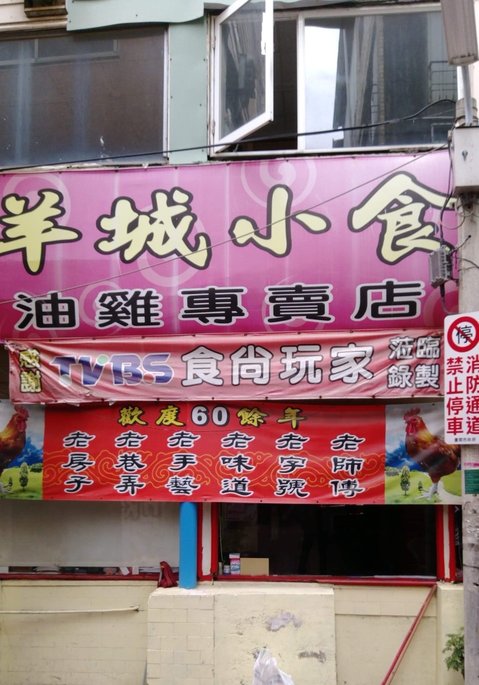 羊城小食
油雞專賣店
感謝 TVBS 食尚玩家 蒞臨錄製
歡度60餘年
老房子 老巷弄 老手藝 老味道 老字號 老師傅
停
消防通道
禁止停車